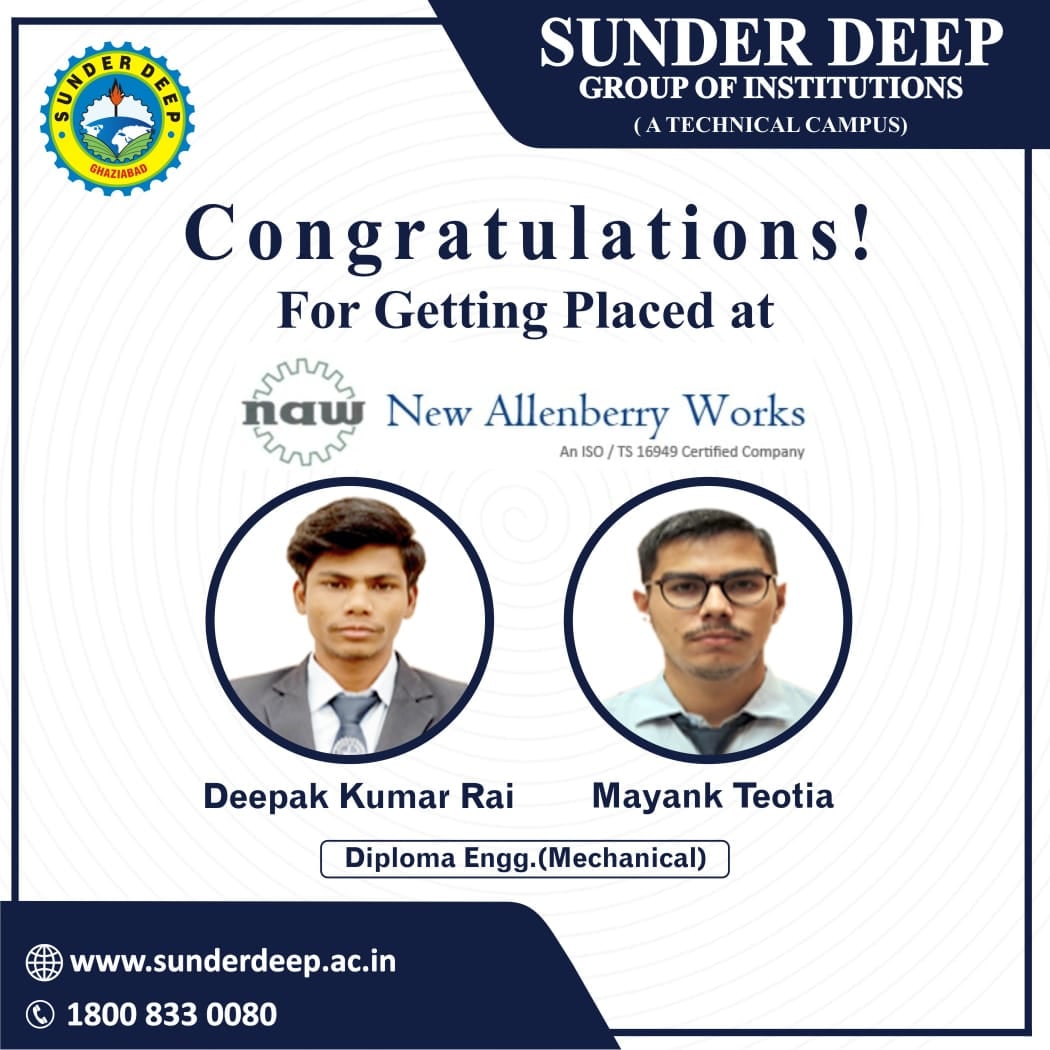 SUNDER DEEP
GHAZIABAD
SUNDER DEEP
GROUP OF INSTITUTIONS
( A TECHNICAL CAMPUS)
Congratulations!
For Getting Placed at
naw New Allenberry Works
An ISO / TS 16949 Certified Company
Deepak Kumar Rai
Mayank Teotia
Diploma Engg.(Mechanical)
www.sunderdeep.ac.in
1800 833 0080